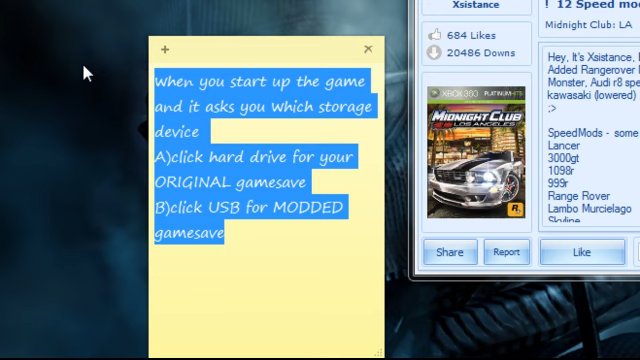 When you start up the game
and it asks you Which storage
device
A)click hard drive for your
ORIGINAL gamesave
B)click USB for MODDED
gamesave
Xsistance
684 Likes
20486 Downs
XBOX 360 PLATINUM HITS
MIDNIGHT CLUB
LOS ANGELES
R
Share
Report
! 12 Speed mo
Midnight Club: LA
Hey, It's Xsistance,
Added Rangerover
Monster, Audi r8 spe
kawasaki (lowered)
;>
SpeedMods - some
Lancer
3000gt
1098r
999r
Range Rover
Lambo Murcielago
Skyline
Like